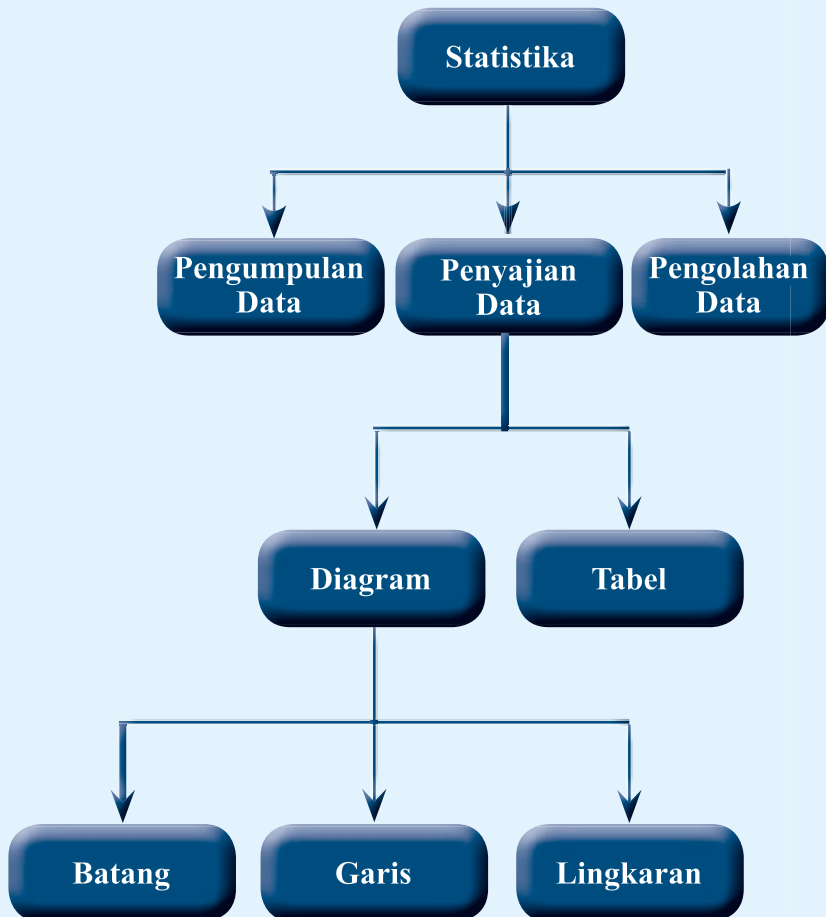 Statistika
Pengumpulan
Data
Penyajian
Data
Pengolahan
Data
Diagram
Tabel
Batang
Garis
Lingkaran